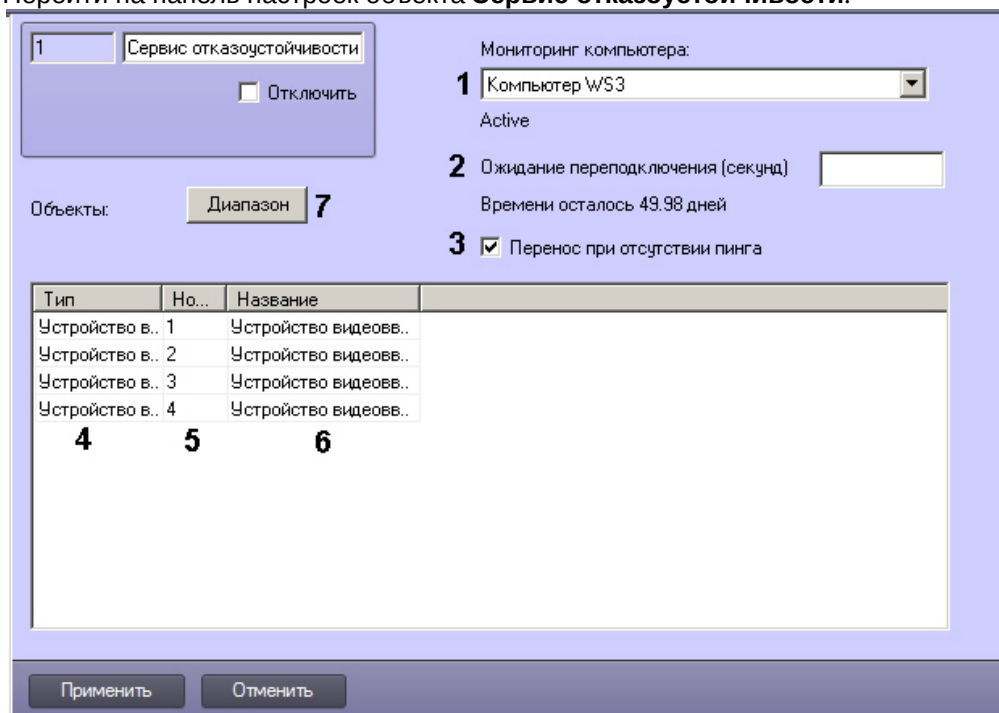 Перейти на панель настроек объекта Сервис отказоустойчивости.
1 Сервис отказоустойчивости
Отключить
Мониторинг компьютера:
1 Компьютер WS3
Active
2 Ожидание переподключения (секунд)
Объекты: Диапазон 7
Времени осталось 49.98 дней
3 Перенос при отсутствии пинга
Тип Но... Название
Устройство в.. 1 Устройство видеовв..
Устройство в.. 2 Устройство видеовв..
Устройство в.. 3 Устройство видеовв..
Устройство в.. 4 Устройство видеовв..
4 5 6
Применить Отменить